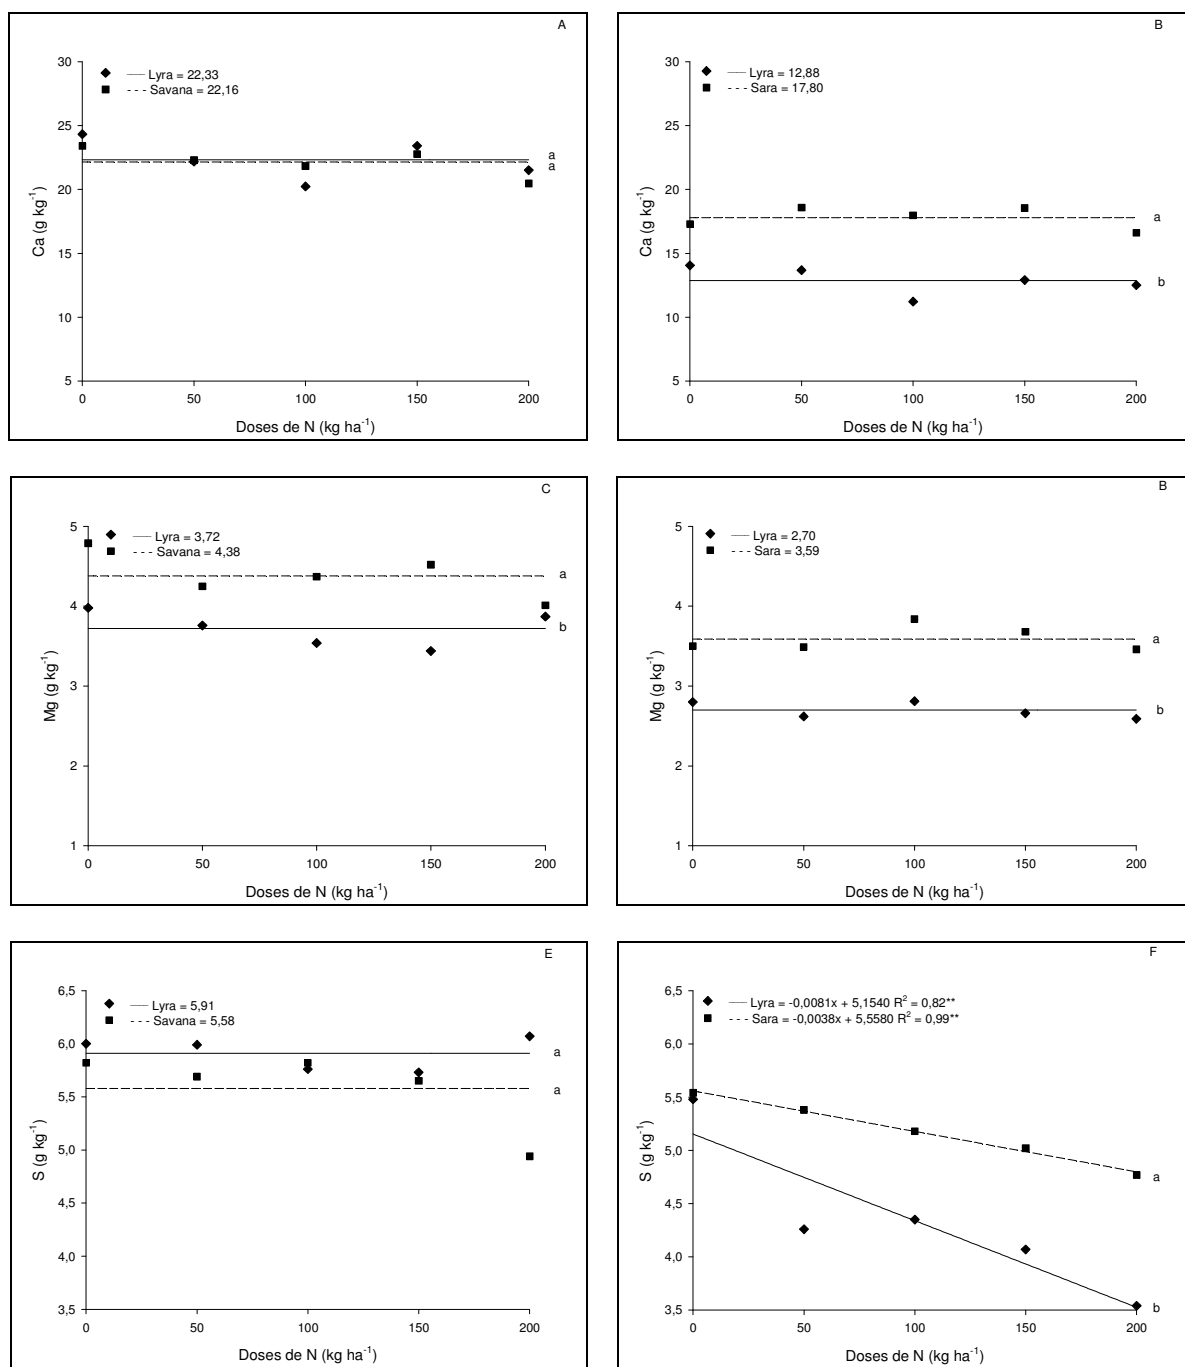 A
Lyra = 22,33
Savana = 22,16
30
25
20
15
10
5
Ca (g kg-1)
a
a
0 50 100 150 200
Doses de N (kg ha-1)
B
Lyra = 12,88
Sara = 17,80
30
25
20
15
10
5
Ca (g kg-1)
a
b
0 50 100 150 200
Doses de N (kg ha-1)
C
Lyra = 3,72
Savana = 4,38
5
4
3
2
1
Mg (g kg-1)
a
b
0 50 100 150 200
Doses de N (kg ha-1)
B
Lyra = 2,70
Sara = 3,59
5
4
3
2
1
Mg (g kg-1)
a
b
0 50 100 150 200
Doses de N (kg ha-1)
E
Lyra = 5,91
Savana = 5,58
6,5
6,0
5,5
5,0
4,5
4,0
3,5
S (g kg-1)
a
a
0 50 100 150 200
Doses de N (kg ha-1)
F
Lyra = -0,0081x + 5,1540 R2 = 0,82**
Sara = -0,0038x + 5,5580 R2 = 0,99**
6,5
6,0
5,5
5,0
4,5
4,0
3,5
S (g kg-1)
a
b
0 50 100 150 200
Doses de N (kg ha-1)